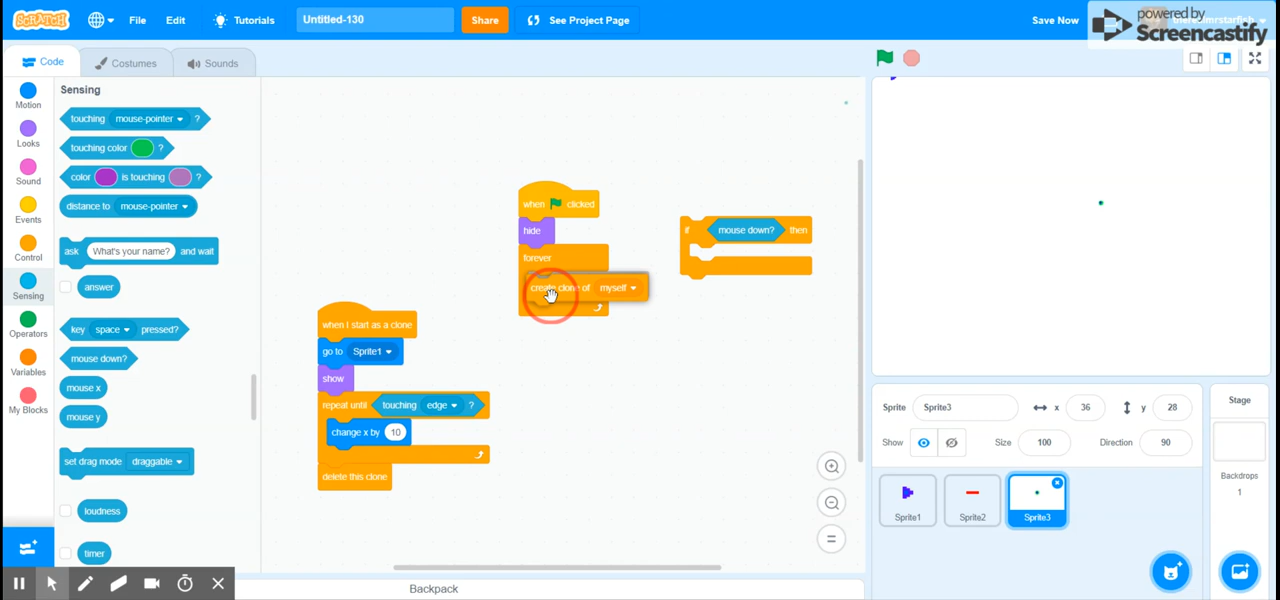 SCRATCH File Edit Tutorials Untitled-130 Share See Project Page Save Now
powered by
Screencastify
Code Costumes Sounds
Motion
Looks
Sound
Events
Control
Sensing
Operators
Variables
My Blocks
Sensing
touching mouse-pointer ?
touching color ?
color is touching ?
distance to mouse-pointer
ask What's your name? and wait
answer
key space pressed?
mouse down?
mouse x
mouse y
set drag mode draggable
loudness
timer
when clicked
hide
forever
create clone of myself
if mouse down? then
when I start as a clone
go to Sprite1
show
repeat until touching edge ?
change x by 10
delete this clone
Backpack
Sprite Sprite3 x 36 y 28
Show Size 100 Direction 90
Sprite1 Sprite2 Sprite3
Stage
Backdrops
1